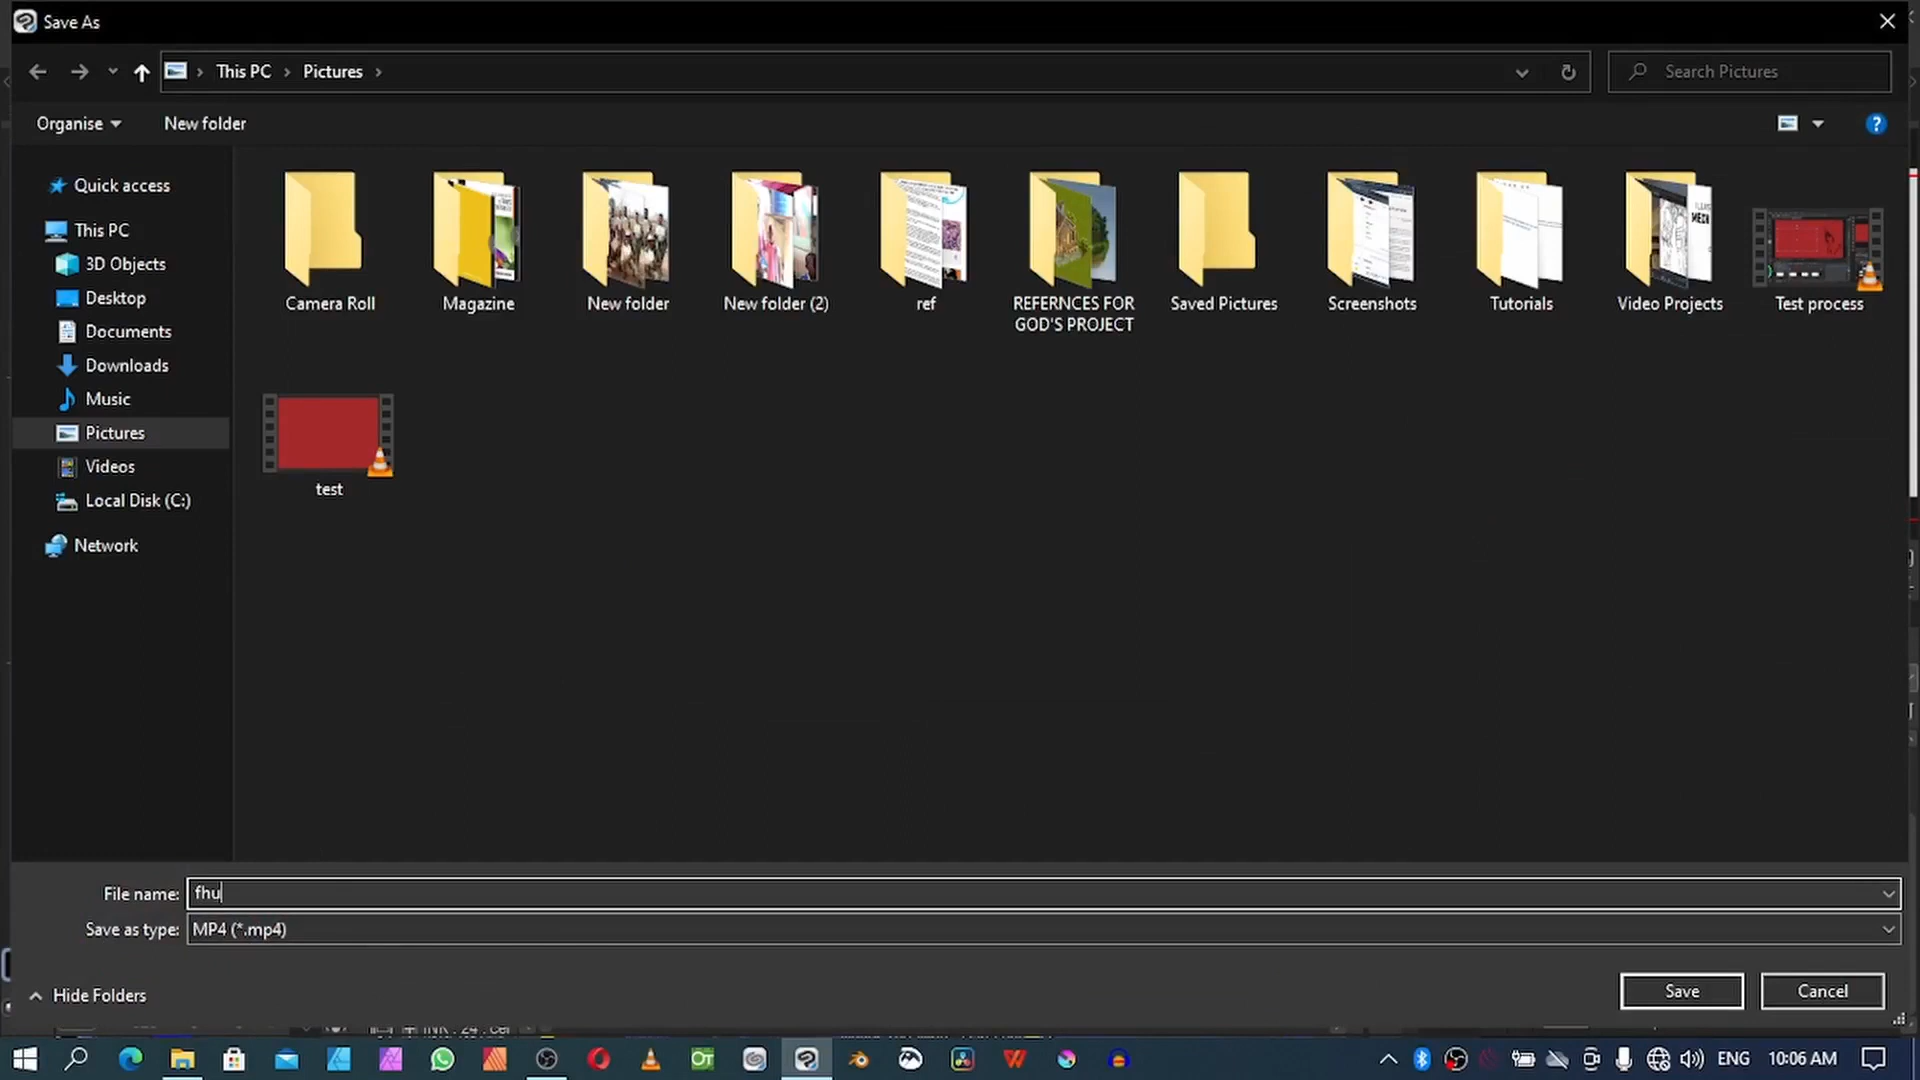 Save As
This PC
Pictures
Search Pictures
Organise
New folder
Quick access
This PC
3D Objects
Desktop
Documents
Downloads
Music
Pictures
Videos
Local Disk (C:)
Network
Camera Roll
Magazine
New folder
New folder (2)
ref
REFERNCES FOR
GOD'S PROJECT
Saved Pictures
Screenshots
Tutorials
Video Projects
Test process
test
File name: fhu
Save as type: MP4 (*.mp4)
Hide Folders
Save
Cancel
ENG
10:06 AM